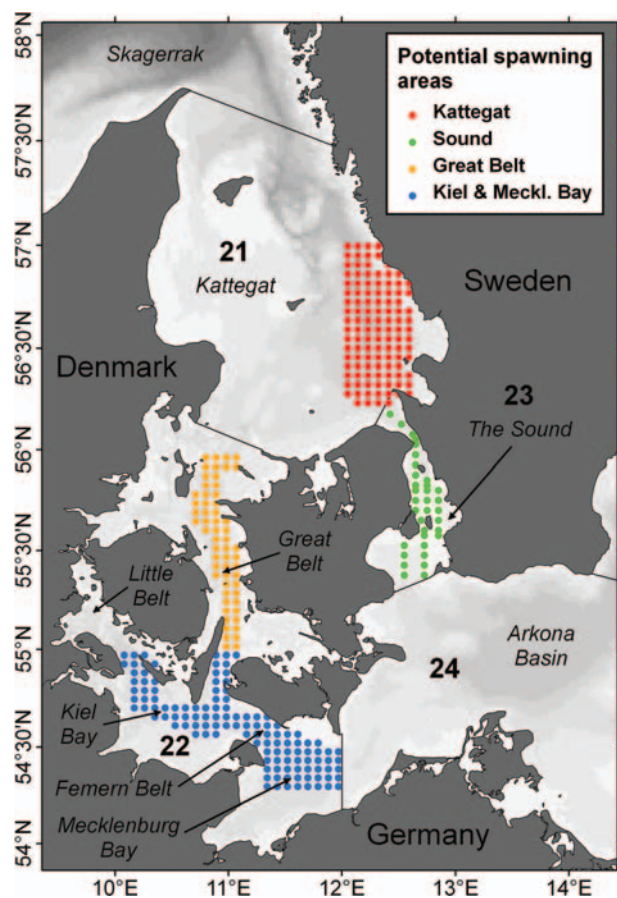 58°N
57°30'N
57°N
56°30'N
56°N
55°30'N
55°N
54°30'N
54°N
Skagerrak
Potential spawning
areas
Kattegat
Sound
Great Belt
Kiel & Meckl. Bay
21
Kattegat
Sweden
Denmark
23
The Sound
Great
Belt
Little
Belt
Arkona
Basin
24
Kiel
Bay
22
Femern Belt
Mecklenburg
Bay
Germany
10°E
11°E
12°E
13°E
14°E